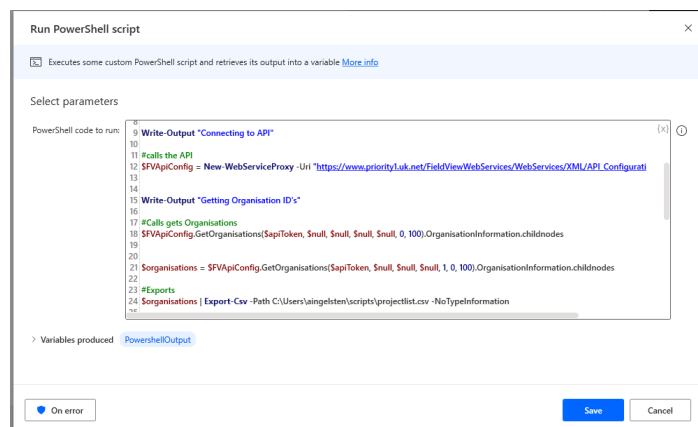 Run PowerShell script
Executes some custom PowerShell script and retrieves its output into a variable More info
Select parameters
PowerShell code to run:
{x}
8
9 Write-Output "Connecting to API"
10
11 #calls the API
12 $FVApiConfig = New-WebServiceProxy -Uri "https://www.priority1.uk.net/FieldViewWebServices/WebServices/XML/API_Configurati
13
14
15 Write-Output "Getting Organisation ID's"
16
17 #Calls gets Organisations
18 $FVApiConfig.GetOrganisations($apiToken, $null, $null, $null, $null, 0, 100).OrganisationInformation.childnodes
19
20
21 $organisations = $FVApiConfig.GetOrganisations($apiToken, $null, $null, $null, 1, 0, 100).OrganisationInformation.childnodes
22
23 #Exports
24 $organisations | Export-Csv -Path C:\Users\aingelsten\scripts\projectlist.csv -NoTypeInformation
25
Variables produced PowershellOutput
On error
Save
Cancel